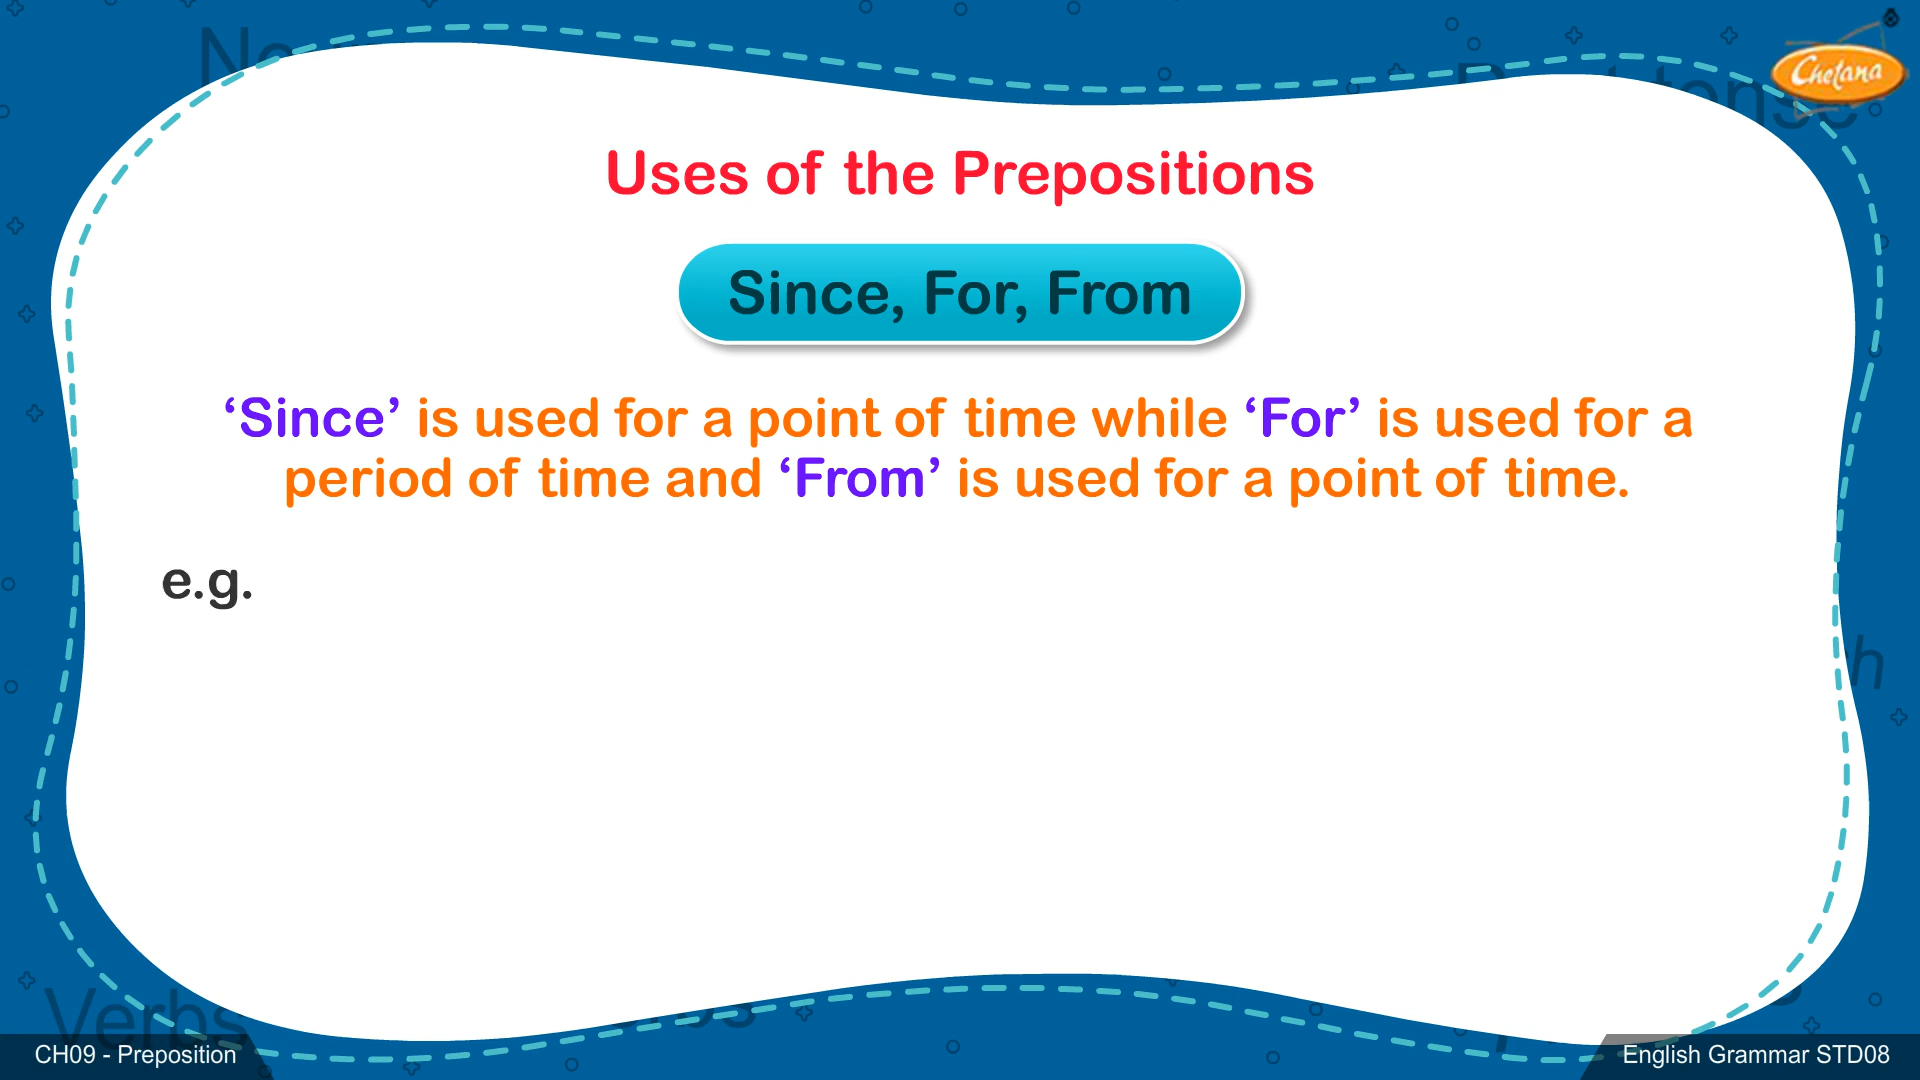 Chetana
Uses of the Prepositions
Since, For, From
‘Since’ is used for a point of time while ‘For’ is used for a
period of time and ‘From’ is used for a point of time.
e.g.
Verbs
CH09 - Preposition
English Grammar STD08